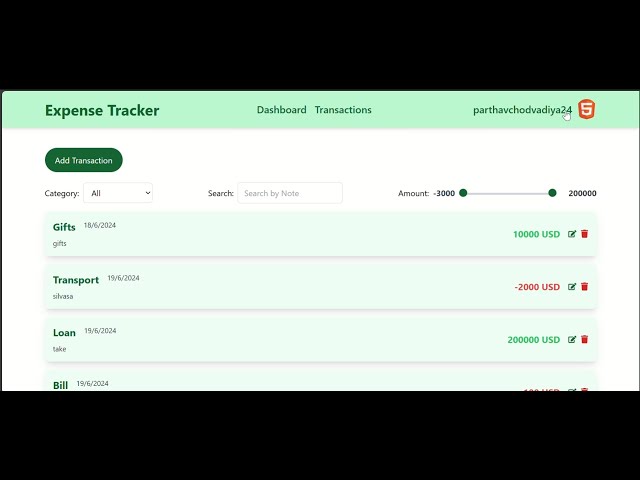 Expense Tracker Dashboard Transactions parthavchodvadiya24 5
Add Transaction
Category: All Search: Search by Note Amount: -3000 200000
Gifts 18/6/2024
10000 USD
gifts
Transport 19/6/2024
-2000 USD
silvasa
Loan 19/6/2024
200000 USD
take
Bill 19/6/2024